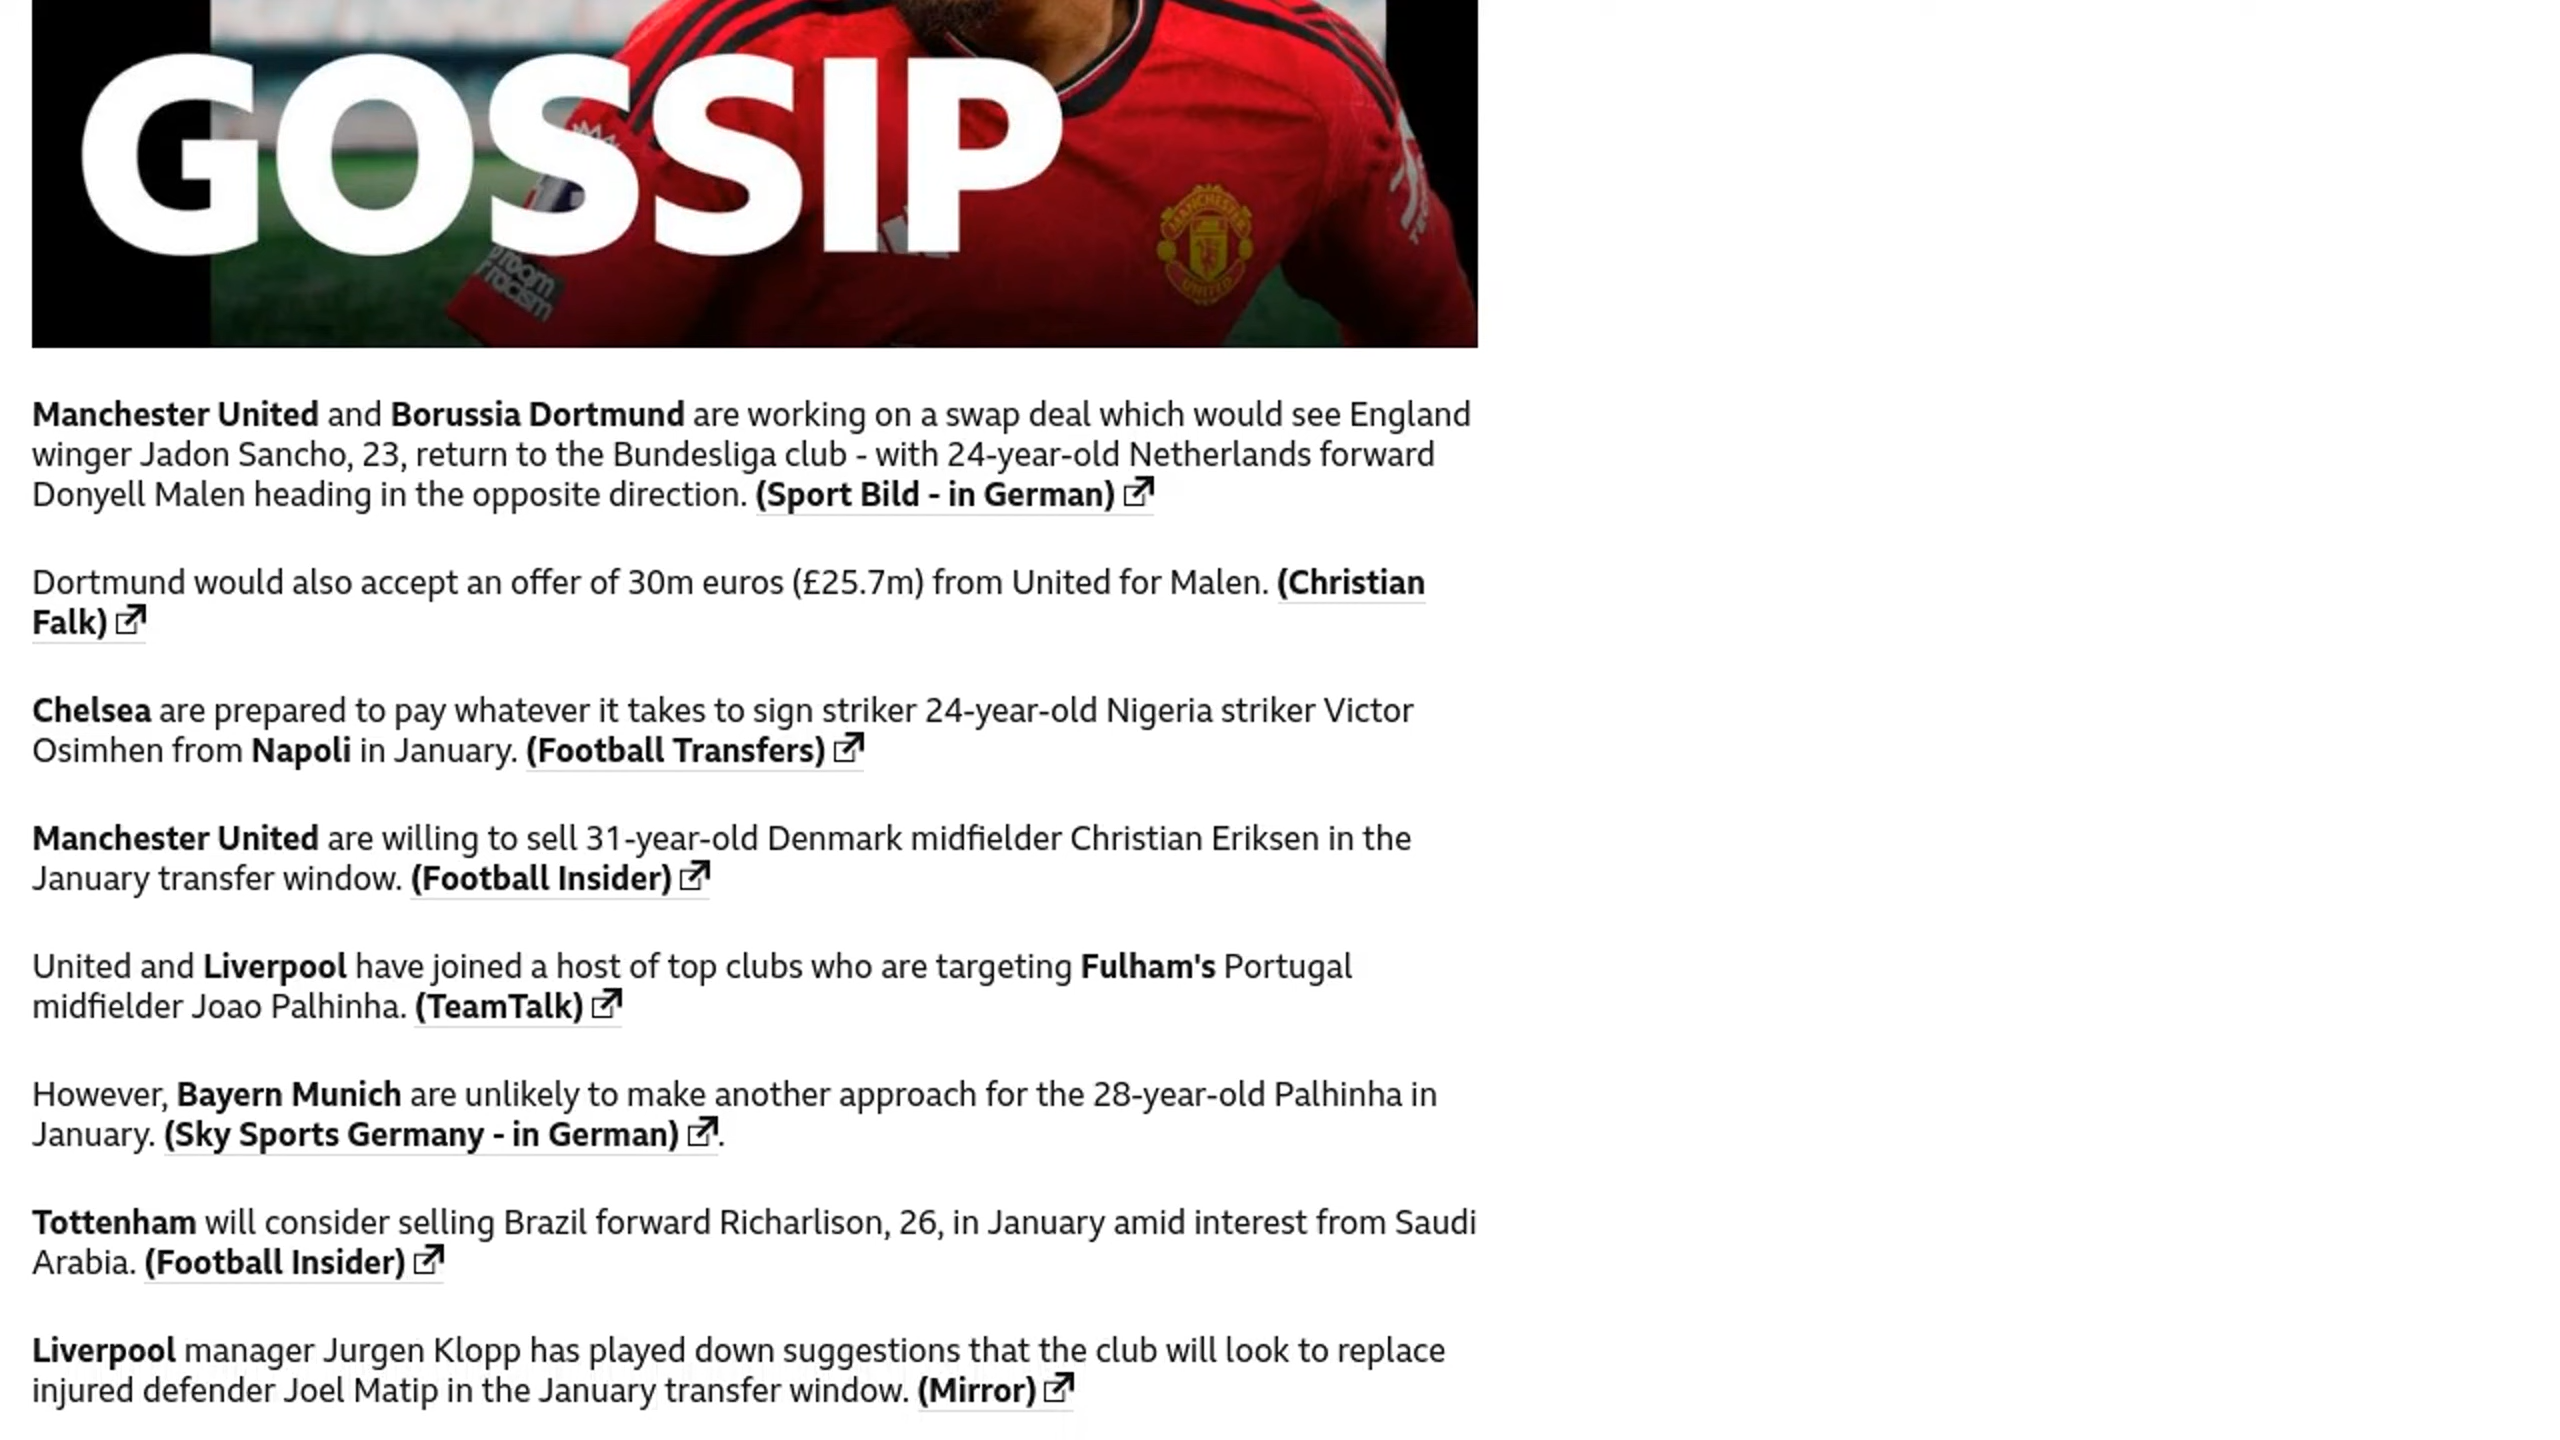 GOSSIP
MANCHESTER
UNITED
room
racism
Manchester United and Borussia Dortmund are working on a swap deal which would see England
winger Jadon Sancho, 23, return to the Bundesliga club - with 24-year-old Netherlands forward
Donyell Malen heading in the opposite direction. (Sport Bild - in German)
Dortmund would also accept an offer of 30m euros (£25.7m) from United for Malen. (Christian
Falk)
Chelsea are prepared to pay whatever it takes to sign striker 24-year-old Nigeria striker Victor
Osimhen from Napoli in January. (Football Transfers)
Manchester United are willing to sell 31-year-old Denmark midfielder Christian Eriksen in the
January transfer window. (Football Insider)
United and Liverpool have joined a host of top clubs who are targeting Fulham's Portugal
midfielder Joao Palhinha. (TeamTalk)
However, Bayern Munich are unlikely to make another approach for the 28-year-old Palhinha in
January. (Sky Sports Germany - in German).
Tottenham will consider selling Brazil forward Richarlison, 26, in January amid interest from Saudi
Arabia. (Football Insider)
Liverpool manager Jurgen Klopp has played down suggestions that the club will look to replace
injured defender Joel Matip in the January transfer window. (Mirror)